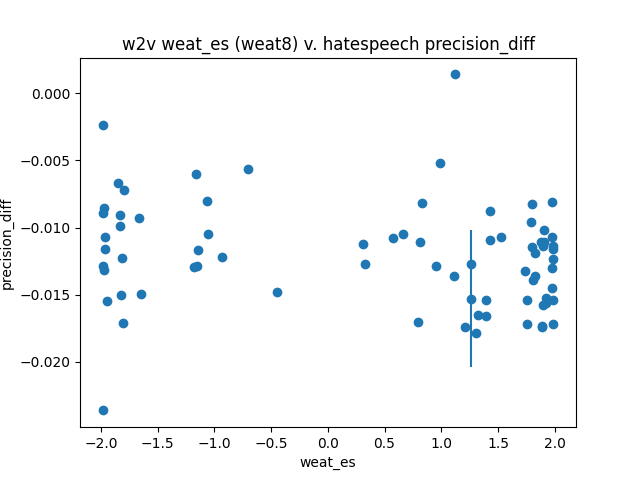 w2v weat_es (weat8) v. hatespeech precision_diff
precision_diff
0.000
−0.005
−0.010
−0.015
−0.020
−2.0 −1.5 −1.0 −0.5 0.0 0.5 1.0 1.5 2.0
weat_es